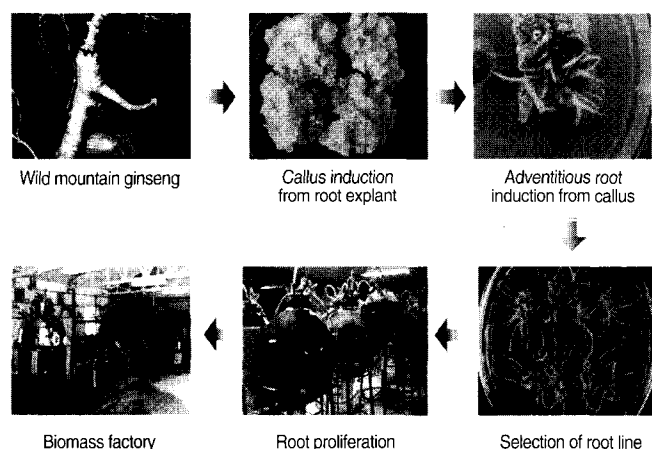 Wild mountain ginseng
Callus induction
from root explant
Adventitious root
induction from callus
Biomass factory
Root proliferation
Selection of root line